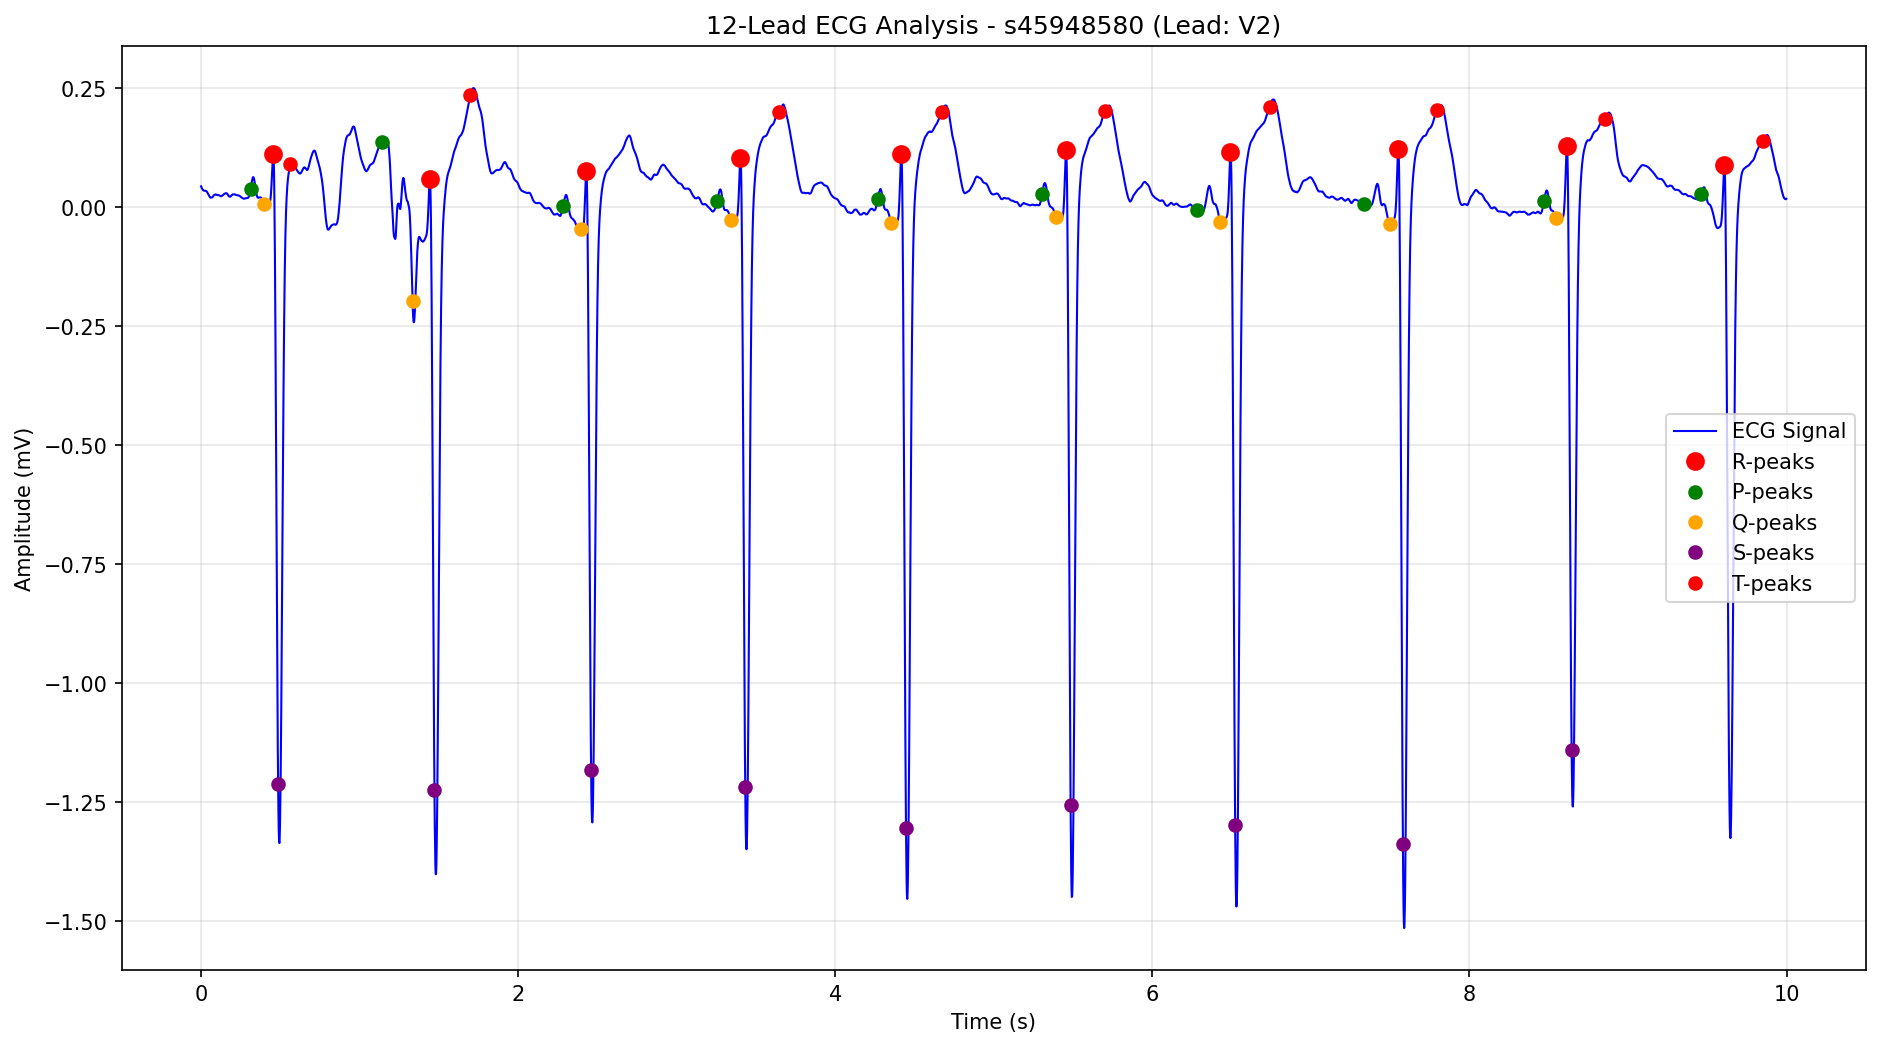 12-Lead ECG Analysis - s45948580 (Lead: V2)
0.25
0.00
−0.25
−0.50
−0.75
−1.00
−1.25
−1.50
Amplitude (mV)
ECG Signal
R-peaks
P-peaks
Q-peaks
S-peaks
T-peaks
0 2 4 6 8 10
Time (s)